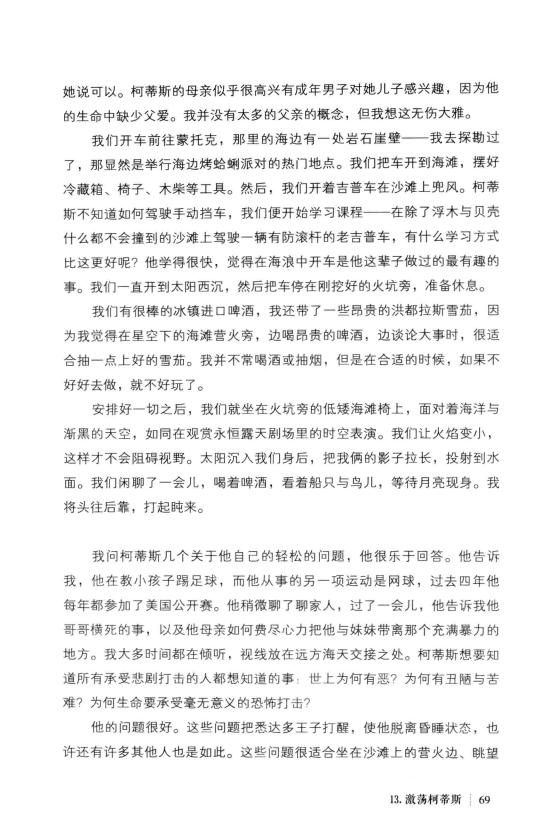 她说可以。柯蒂斯的母亲似乎很高兴有成年男子对她儿子感兴趣，因为他
的生命中缺少父爱。我并没有太多的父亲的概念，但我想这无伤大雅。
我们开车前往蒙托克，那里的海边有一处岩石崖壁——我去探勘过
了，那显然是举行海边烤蛤蜊派对的热门地点。我们把车开到海滩，摆好
冷藏箱、椅子、木柴等工具。然后，我们开着吉普车在沙滩上兜风。柯蒂
斯不知道如何驾驶手动挡车，我们便开始学习课程——在除了浮木与贝壳
什么都不会撞到的沙滩上驾驶一辆有防滚杆的老吉普车，有什么学习方式
比这更好呢？他学得很快，觉得在海浪中开车是他这辈子做过的最有趣的
事。我们一直开到太阳西沉，然后把车停在刚挖好的火坑旁，准备休息。
我们有很棒的冰镇进口啤酒，我还带了一些昂贵的洪都拉斯雪茄，因
为我觉得在星空下的海滩营火旁，边喝昂贵的啤酒，边谈论大事时，很适
合抽一点上好的雪茄。我并不常喝酒或抽烟，但是在合适的时候，如果不
好好去做，就不好玩了。
安排好一切之后，我们就坐在火坑旁的低矮海滩椅上，面对着海洋与
渐黑的天空，如同在观赏永恒露天剧场里的时空表演。我们让火焰变小，
这样才不会阻碍视野。太阳沉入我们身后，把我俩的影子拉长，投射到水
面。我们闲聊了一会儿，喝着啤酒，看着船只与鸟儿，等待月亮现身。我
将头往后靠，打起盹来。
我问柯蒂斯几个关于他自己的轻松的问题，他很乐于回答。他告诉
我，他在教小孩子踢足球，而他从事的另一项运动是网球，过去四年他
每年都参加了美国公开赛。他稍微聊了聊家人，过了一会儿，他告诉我他
哥哥横死的事，以及他母亲如何费尽心力把他与妹妹带离那个充满暴力的
地方。我大多时间都在倾听，视线放在远方海天交接之处。柯蒂斯想要知
道所有承受悲剧打击的人都想知道的事：世上为何有恶？为何有丑陋与苦
难？为何生命要承受毫无意义的恐怖打击？
他的问题很好。这些问题把悉达多王子打醒，使他脱离昏睡状态，也
许还有许多其他人也是如此。这些问题很适合坐在沙滩上的营火边、眺望
13. 激荡柯蒂斯 69